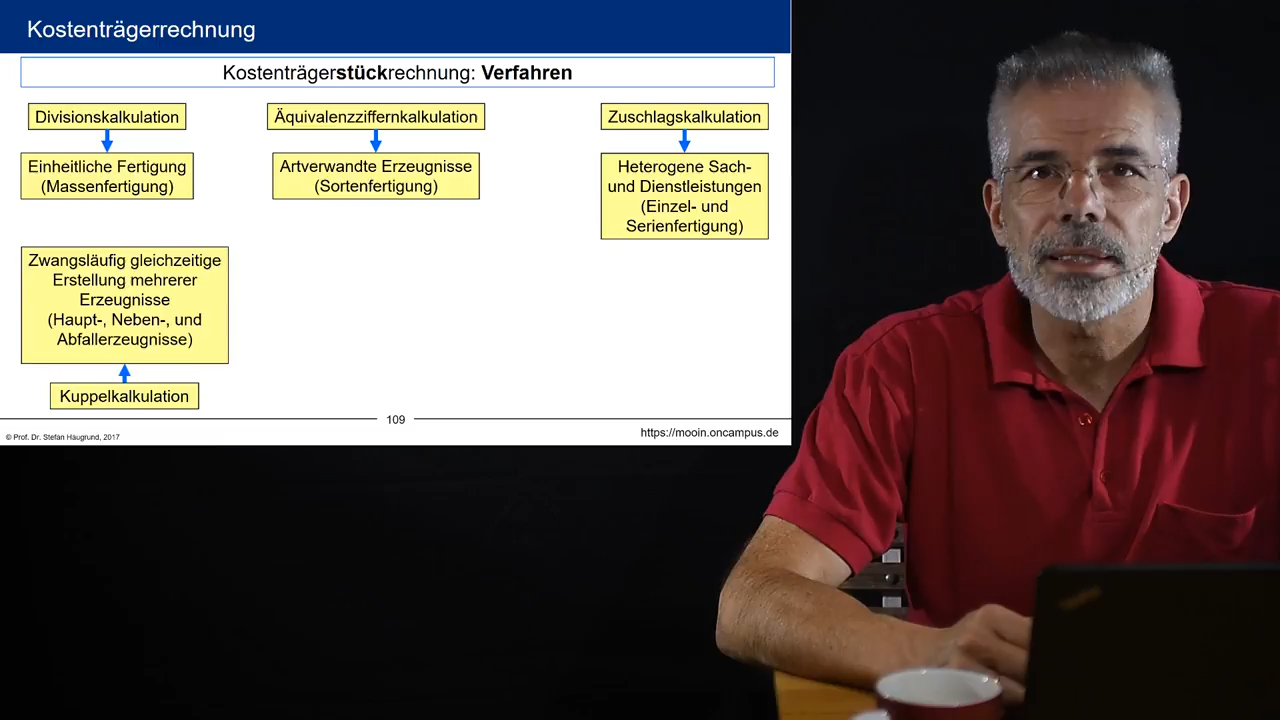 Kostenträgerrechnung
Kostenträgerstückrechnung: Verfahren
Divisionskalkulation
Einheitliche Fertigung
(Massenfertigung)
Äquivalenzziffernkalkulation
Artverwandte Erzeugnisse
(Sortenfertigung)
Zuschlagskalkulation
Heterogene Sach-
und Dienstleistungen
(Einzel- und
Serienfertigung)
Zwangsläufig gleichzeitige
Erstellung mehrerer
Erzeugnisse
(Haupt-, Neben-, und
Abfallerzeugnisse)
Kuppelkalkulation
109
© Prof. Dr. Stefan Haugrund, 2017
https://mooin.oncampus.de